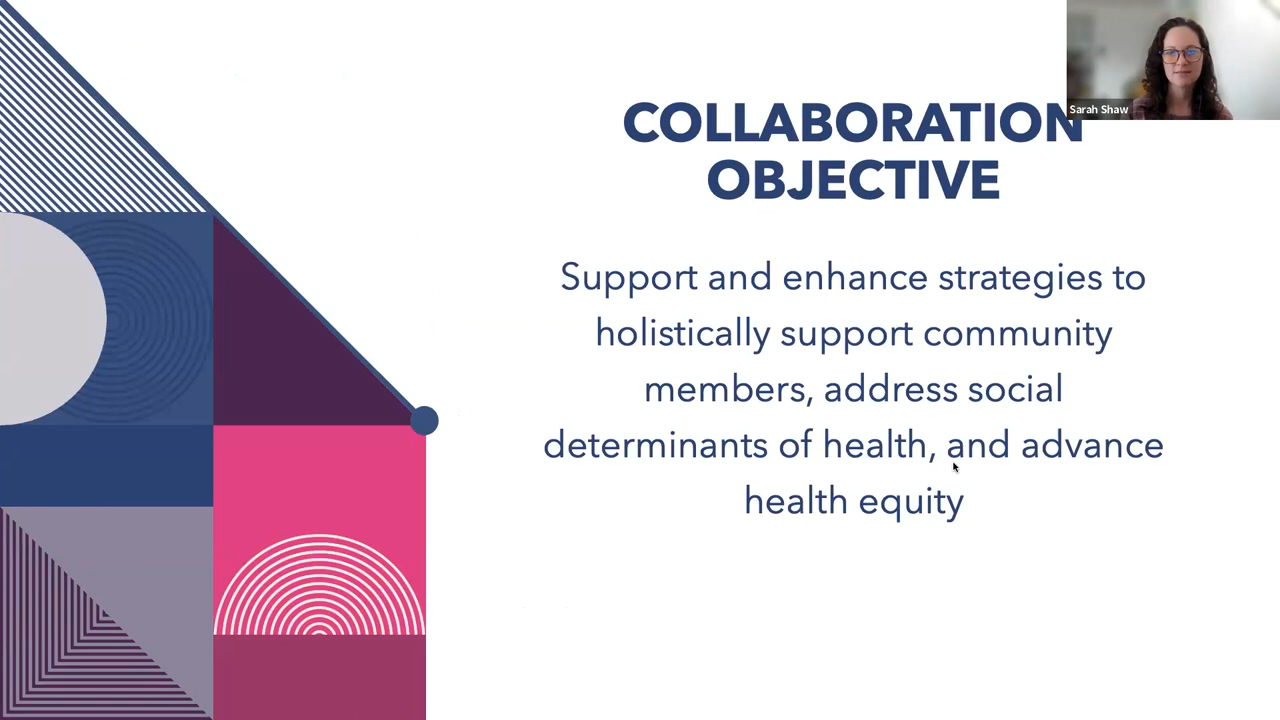 Sarah Shaw
COLLABORATION
OBJECTIVE
Support and enhance strategies to
holistically support community
members, address social
determinants of health, and advance
health equity